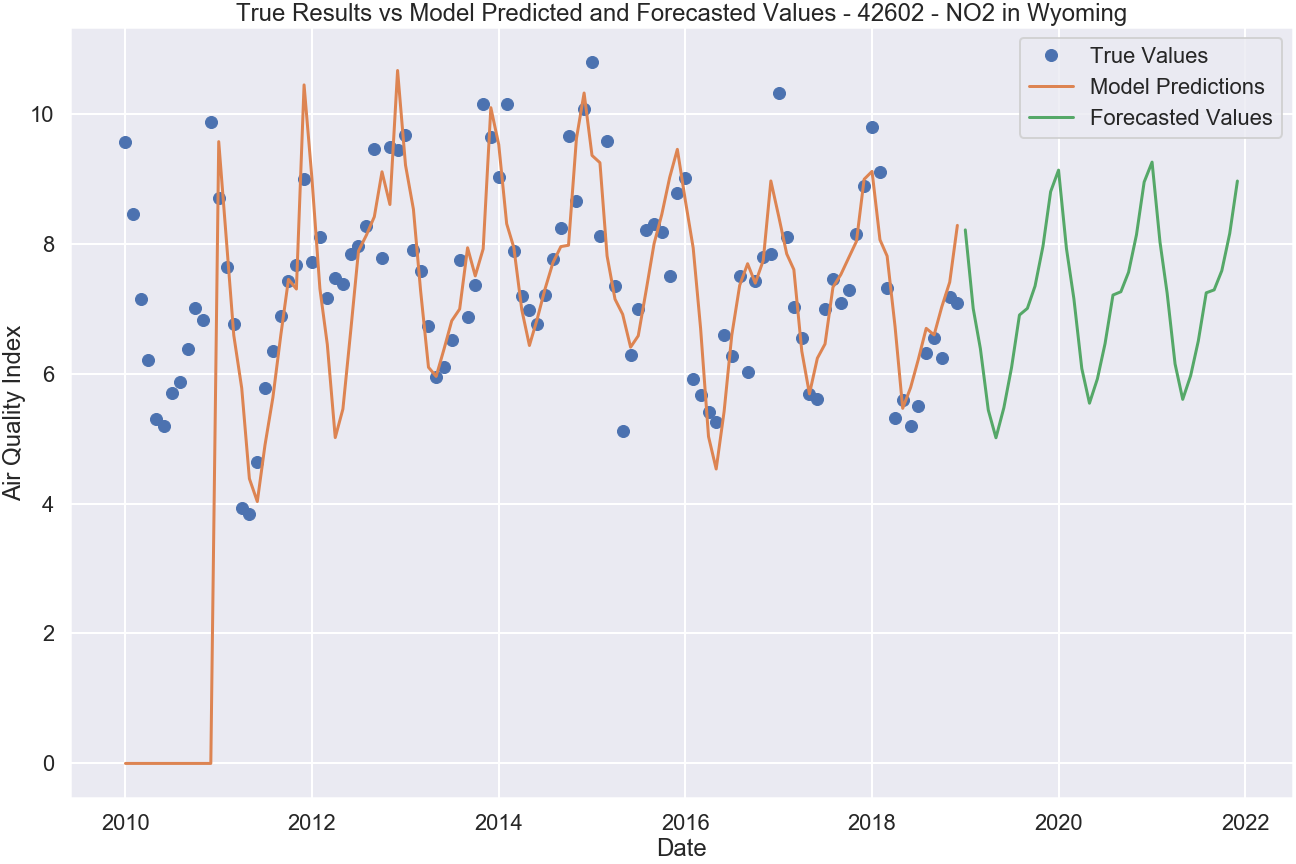 True Results vs Model Predicted and Forecasted Values - 42602 - NO2 in Wyoming
True Values
Model Predictions
Forecasted Values
Air Quality Index
10
8
6
4
2
0
2010 2012 2014 2016 2018 2020 2022
Date